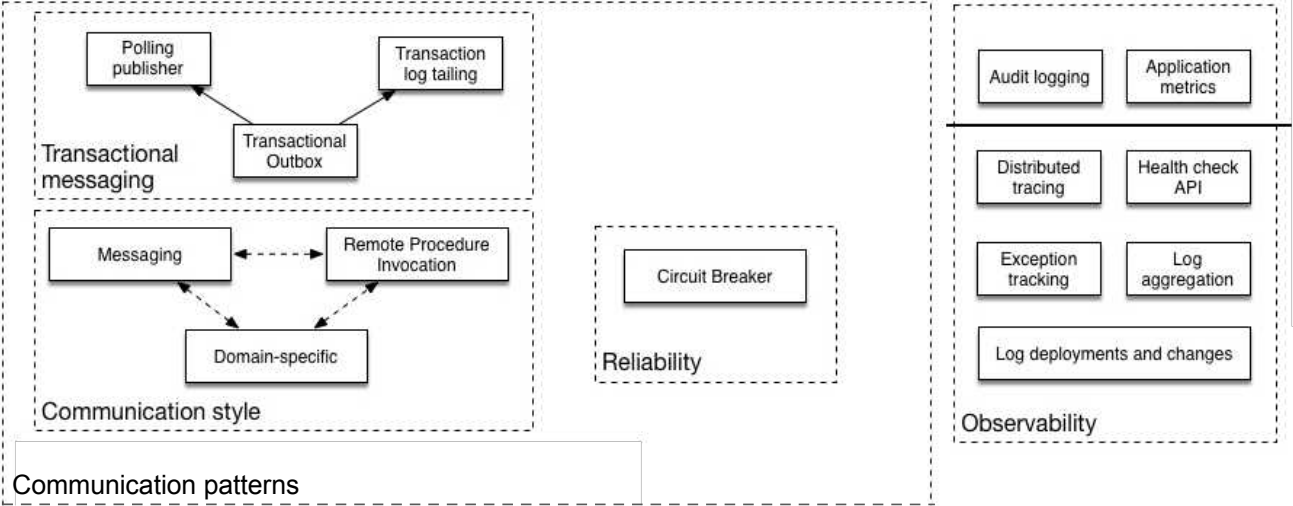 Polling
publisher
Transaction
log tailing
Transactional
Outbox
Transactional
messaging
Messaging
Remote Procedure
Invocation
Domain-specific
Communication style
Circuit Breaker
Reliability
Communication patterns
Audit logging
Application
metrics
Distributed
tracing
Health check
API
Exception
tracking
Log
aggregation
Log deployments and changes
Observability